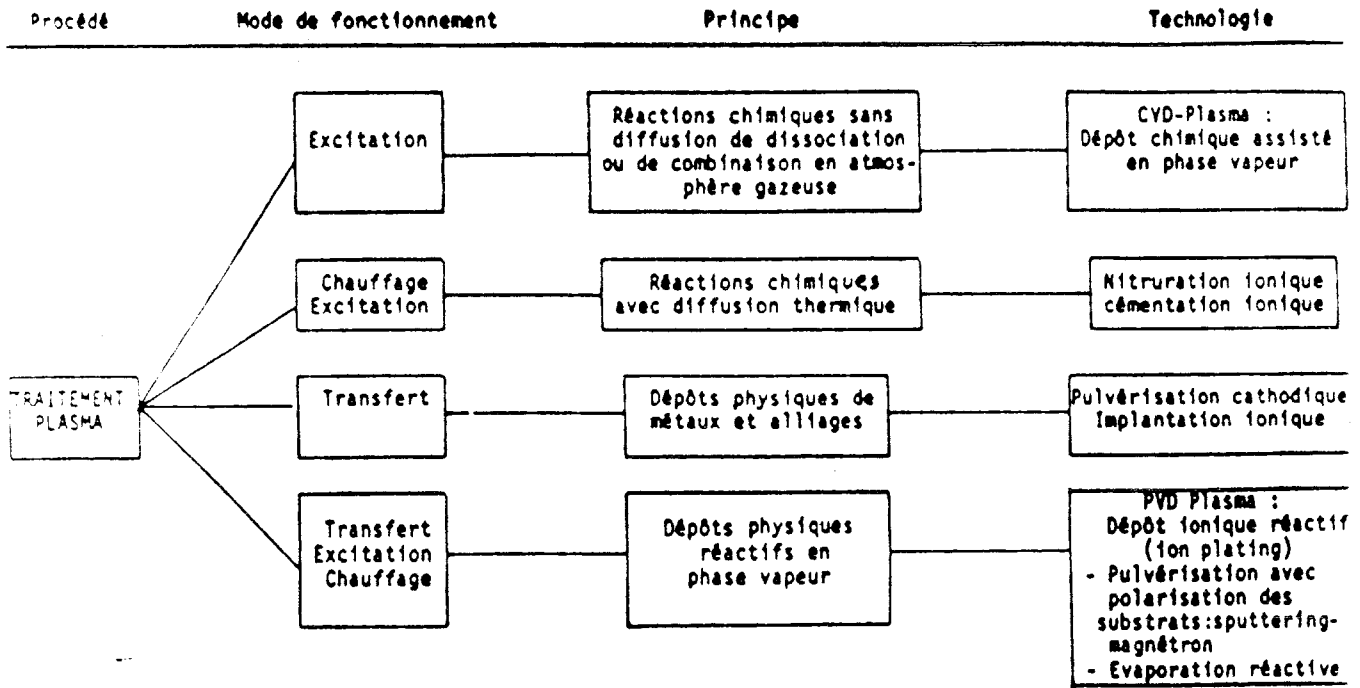 Procédé Mode de fonctionnement Principe Technologie
Excitation
Réactions chimiques sans
diffusion de dissociation
ou de combinaison en atmos-
phère gazeuse
CVD-Plasma :
Dépôt chimique assisté
en phase vapeur
Chauffage
Excitation
Réactions chimiques
avec diffusion thermique
Nitruration ionique
cémentation ionique
TRAITEMENT
PLASMA
Transfert
Dépôts physiques de
métaux et alliages
Pulvérisation cathodique
Implantation ionique
Transfert
Excitation
Chauffage
Dépôts physiques
réactifs en
phase vapeur
PVD Plasma :
Dépôt ionique réactif
(ion plating)
- Pulvérisation avec
polarisation des
substrats:sputtering-
magnétron
- Evaporation réactive